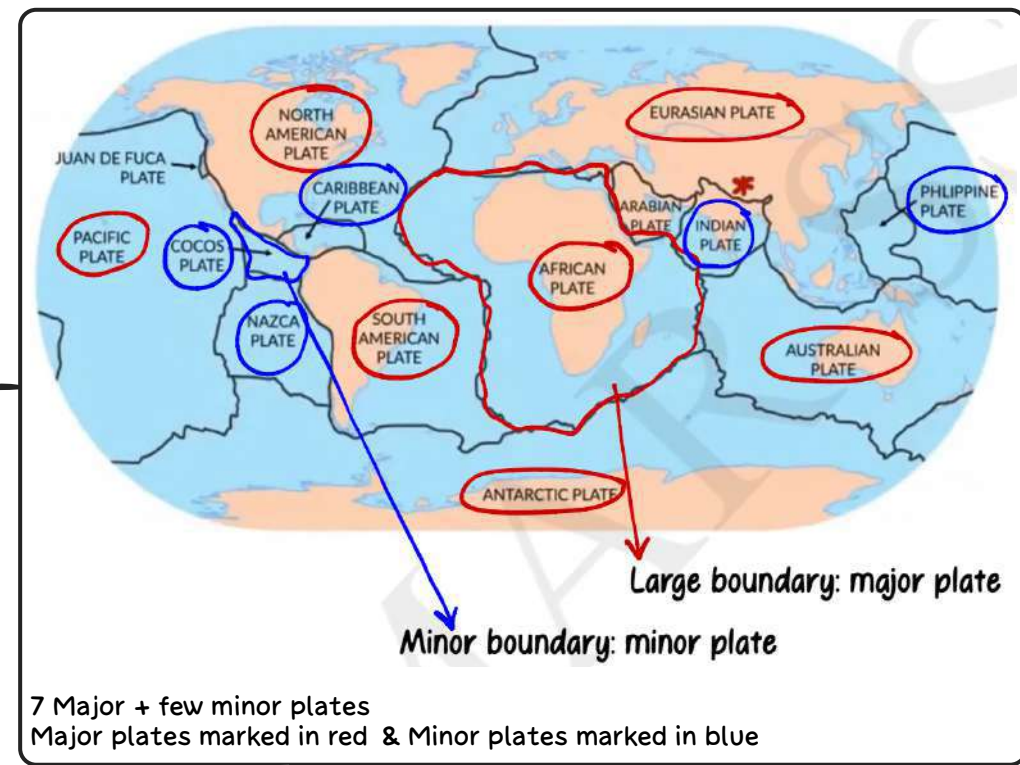 NORTH
AMERICAN
PLATE
EURASIAN PLATE
JUAN DE FUCA
PLATE
CARIBBEAN
PLATE
ARABIAN
PLATE
*
INDIAN
PLATE
PHLIPPINE
PLATE
PACIFIC
PLATE
COCOS
PLATE
AFRICAN
PLATE
NAZCA
PLATE
SOUTH
AMERICAN
PLATE
AUSTRALIAN
PLATE
ANTARCTIC PLATE
Large boundary: major plate
Minor boundary: minor plate
7 Major + few minor plates
Major plates marked in red & Minor plates marked in blue